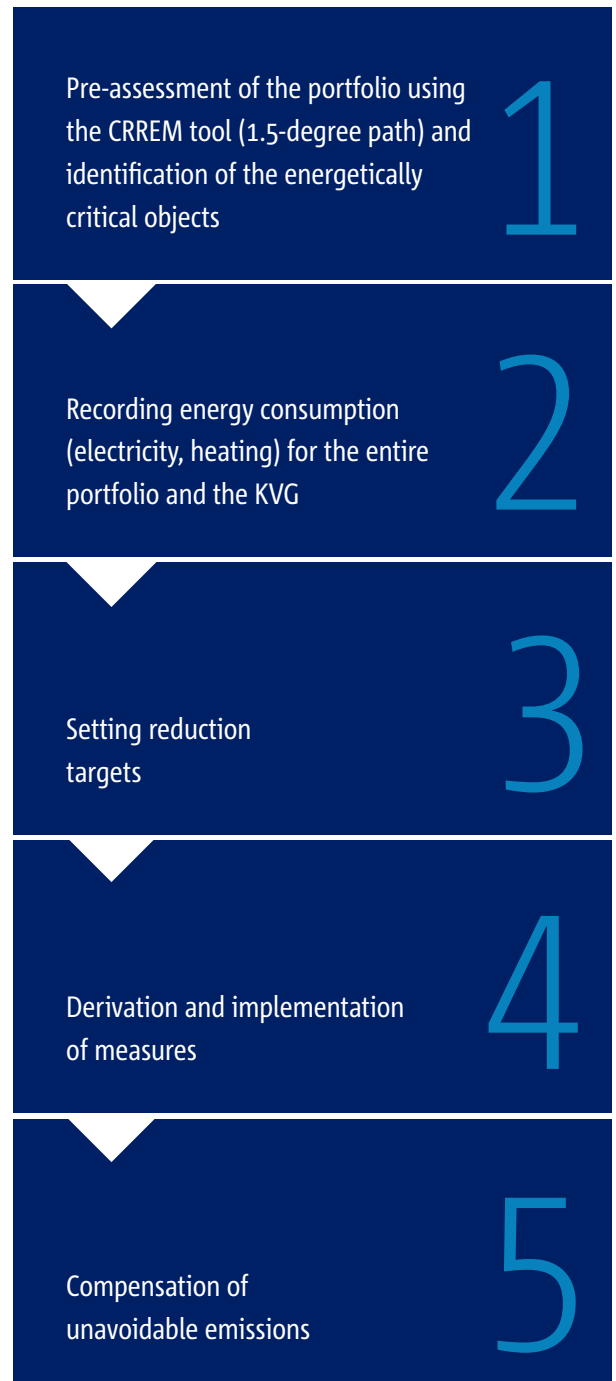 Pre-assessment of the portfolio using
the CRREM tool (1.5-degree path) and
identification of the energetically
critical objects
1
Recording energy consumption
(electricity, heating) for the entire
portfolio and the KVG
2
Setting reduction
targets
3
Derivation and implementation
of measures
4
Compensation of
unavoidable emissions
5